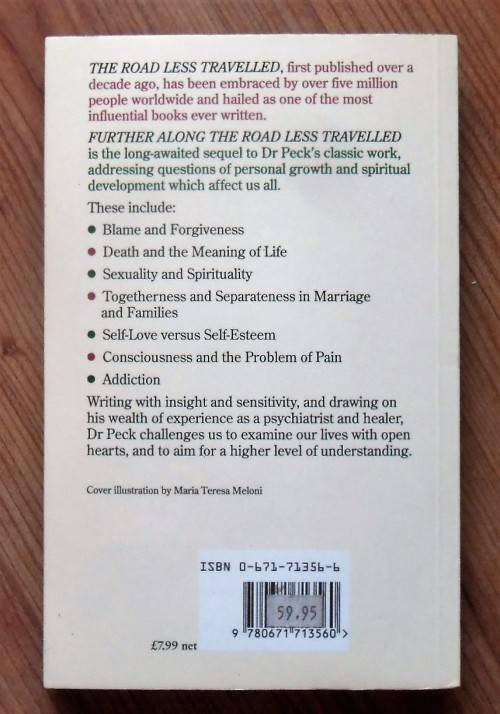 THE ROAD LESS TRAVELLED, first published over a
decade ago, has been embraced by over five million
people worldwide and hailed as one of the most
influential books ever written.
FURTHER ALONG THE ROAD LESS TRAVELLED
is the long-awaited sequel to Dr Peck's classic work,
addressing questions of personal growth and spiritual
development which affect us all.
These include:
● Blame and Forgiveness
● Death and the Meaning of Life
● Sexuality and Spirituality
● Togetherness and Separateness in Marriage
and Families
● Self-Love versus Self-Esteem
● Consciousness and the Problem of Pain
● Addiction
Writing with insight and sensitivity, and drawing on
his wealth of experience as a psychiatrist and healer,
Dr Peck challenges us to examine our lives with open
hearts, and to aim for a higher level of understanding.
Cover illustration by Maria Teresa Meloni
ISBN 0-671-71356-6
59.95
9 780671 713560 >
£7.99 net